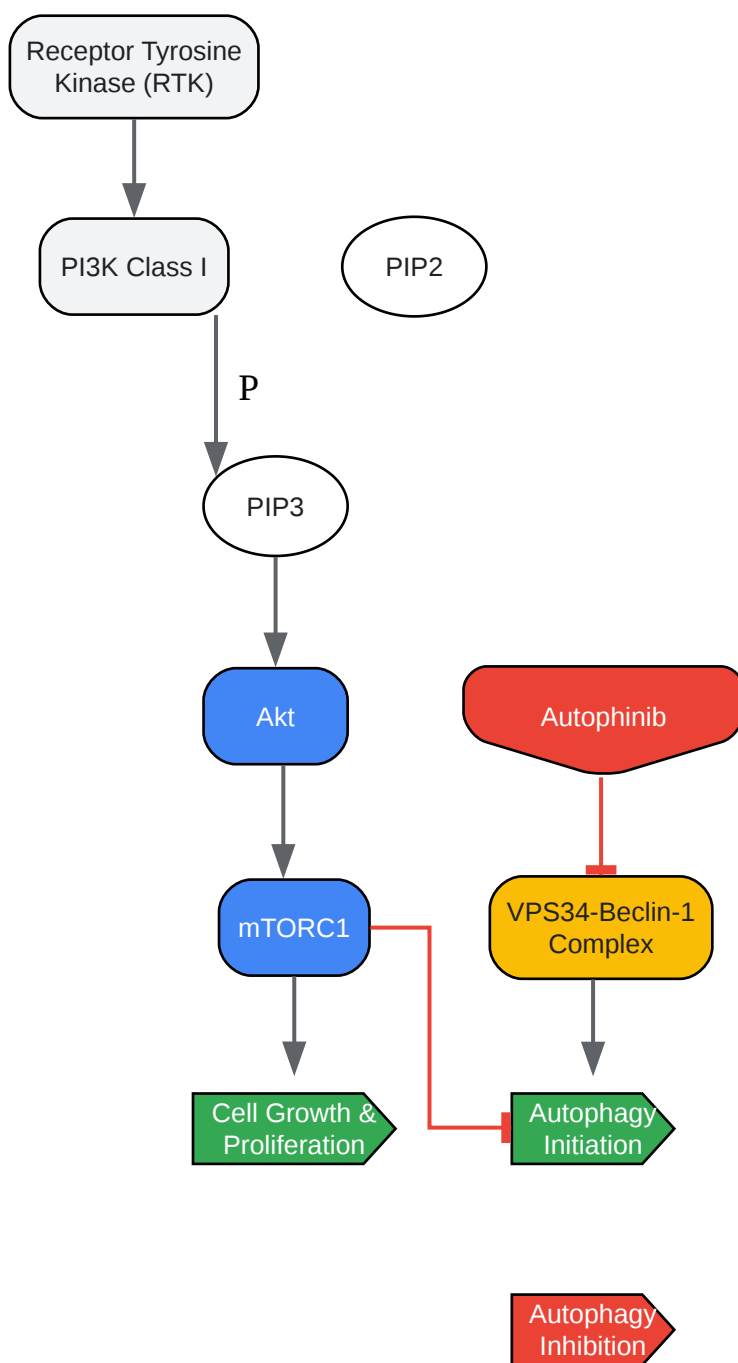 Receptor Tyrosine
Kinase (RTK)
PI3K Class I
PIP2
P
PIP3
Akt
Autophinib
mTORC1
VPS34-Beclin-1
Complex
Cell Growth &
Proliferation
Autophagy
Initiation
Autophagy
Inhibition